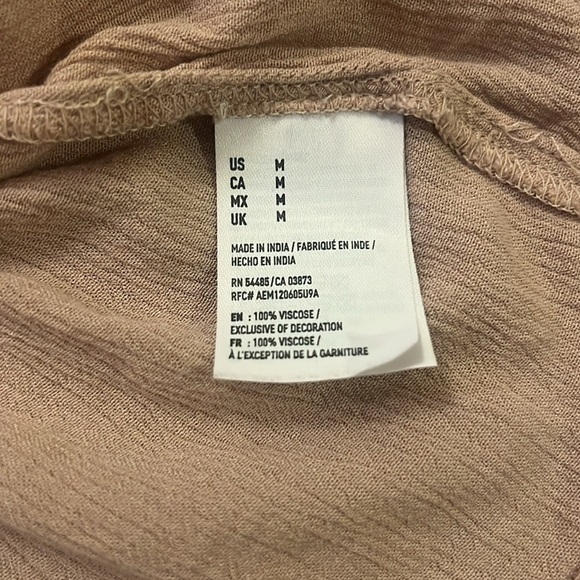 US M
CA M
MX M
UK M
MADE IN INDIA / FABRIQUÉ EN INDE /
HECHO EN INDIA
RN 54485/CA 03873
RFC# AEM120605U9A
EN : 100% VISCOSE /
EXCLUSIVE OF DECORATION
FR : 100% VISCOSE /
À L'EXCEPTION DE LA GARNITURE